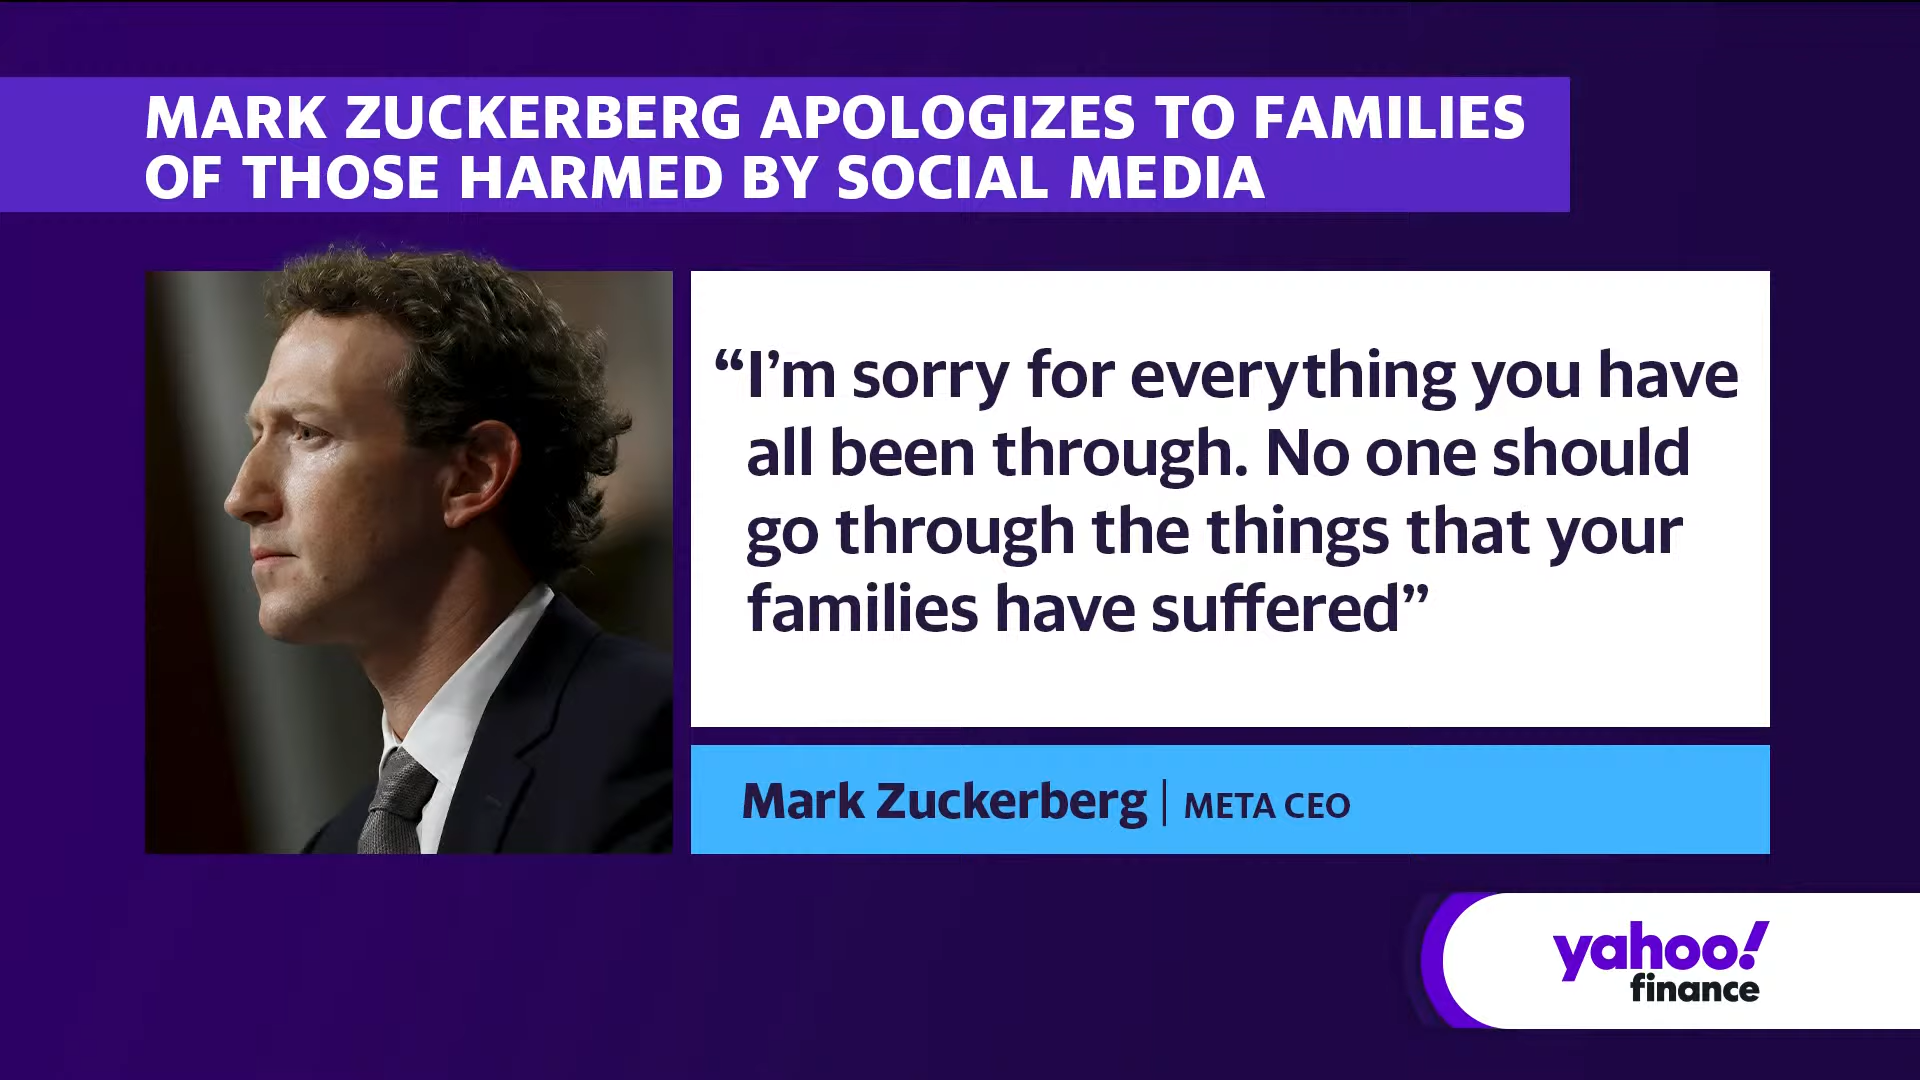 MARK ZUCKERBERG APOLOGIZES TO FAMILIES
OF THOSE HARMED BY SOCIAL MEDIA
“I’m sorry for everything you have
all been through. No one should
go through the things that your
families have suffered”
Mark Zuckerberg | META CEO
yahoo!
finance